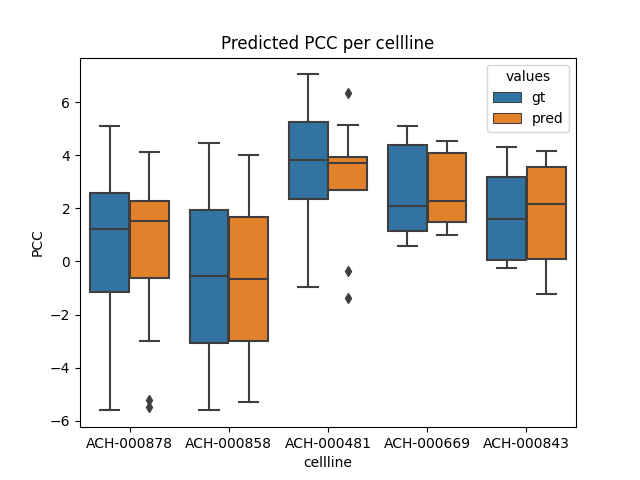 Predicted PCC per cellline
values
gt
pred
6
4
2
0
−2
−4
−6
PCC
ACH-000878 ACH-000858 ACH-000481 ACH-000669 ACH-000843
cellline